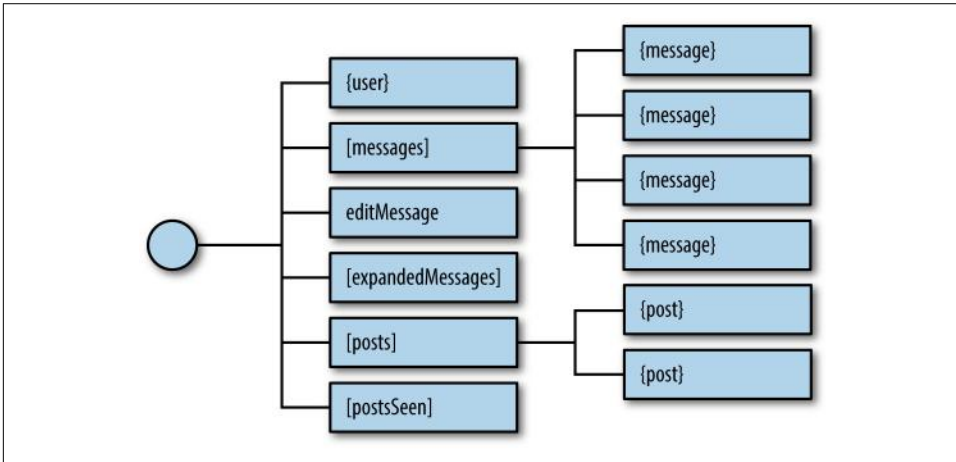 {user}
[messages]
editMessage
[expandedMessages]
[posts]
[postsSeen]
{message}
{message}
{message}
{message}
{post}
{post}